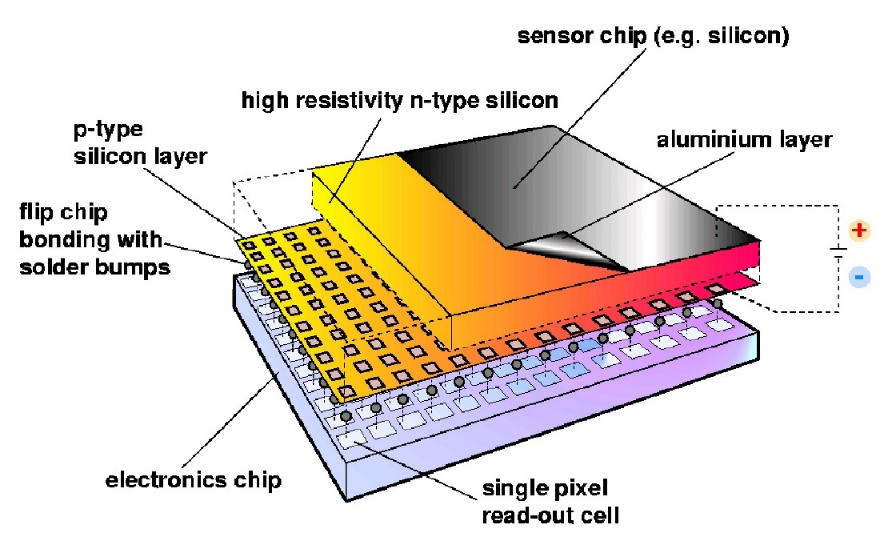 sensor chip (e.g. silicon)
high resistivity n-type silicon
p-type
silicon layer
aluminium layer
flip chip
bonding with
solder bumps
+
-
electronics chip
single pixel
read-out cell